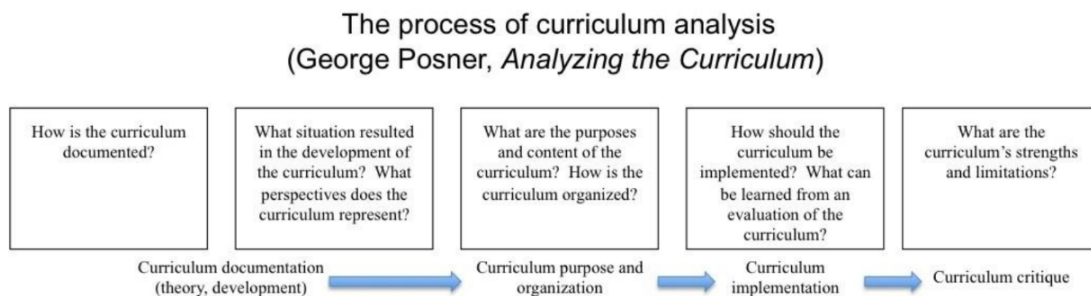 The process of curriculum analysis
(George Posner, Analyzing the Curriculum)
How is the curriculum
documented?
What situation resulted
in the development of
the curriculum? What
perspectives does the
curriculum represent?
What are the purposes
and content of the
curriculum? How is the
curriculum organized?
How should the
curriculum be
implemented? What can
be learned from an
evaluation of the
curriculum?
What are the
curriculum's strengths
and limitations?
Curriculum documentation
(theory, development)
Curriculum purpose and
organization
Curriculum
implementation
Curriculum critique